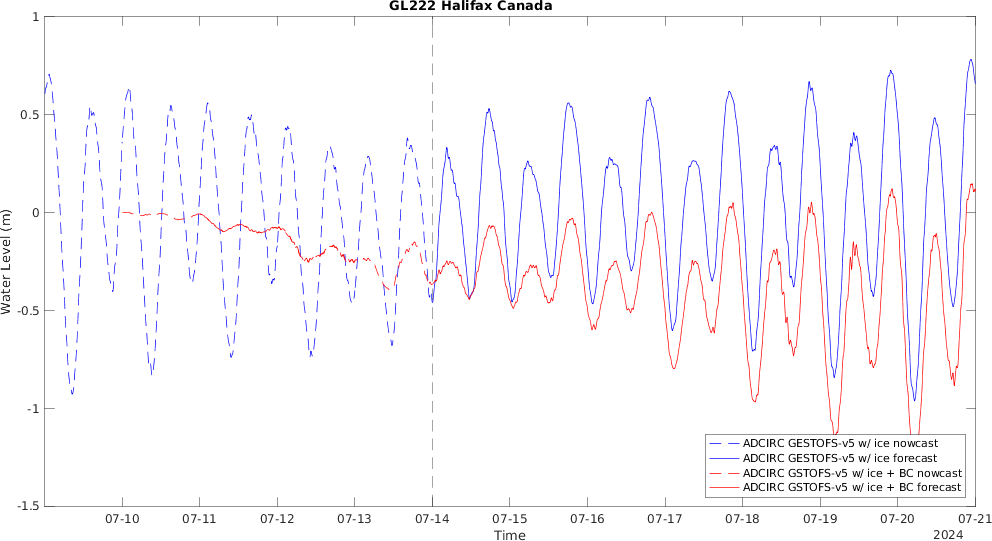 GL222 Halifax Canada
1
0.5
0
-0.5
-1
-1.5
Water Level (m)
ADCIRC GESTOFS-v5 w/ ice nowcast
ADCIRC GESTOFS-v5 w/ ice forecast
ADCIRC GSTOFS-v5 w/ ice + BC nowcast
ADCIRC GSTOFS-v5 w/ ice + BC forecast
07-10 07-11 07-12 07-13 07-14 07-15 07-16 07-17 07-18 07-19 07-20 07-21
Time
2024